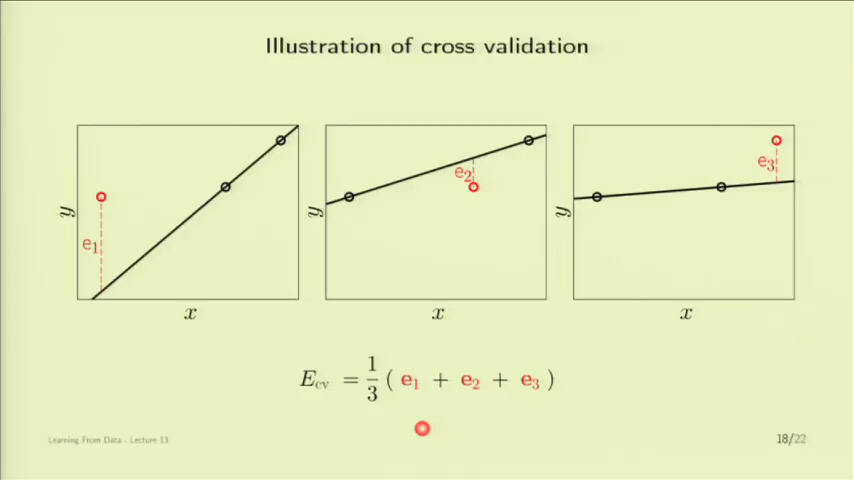 Illustration of cross validation
y
e1
x
y
e2
x
y
e3
x
Ecv = 1/3 ( e1 + e2 + e3 )
Learning From Data - Lecture 13
18/22